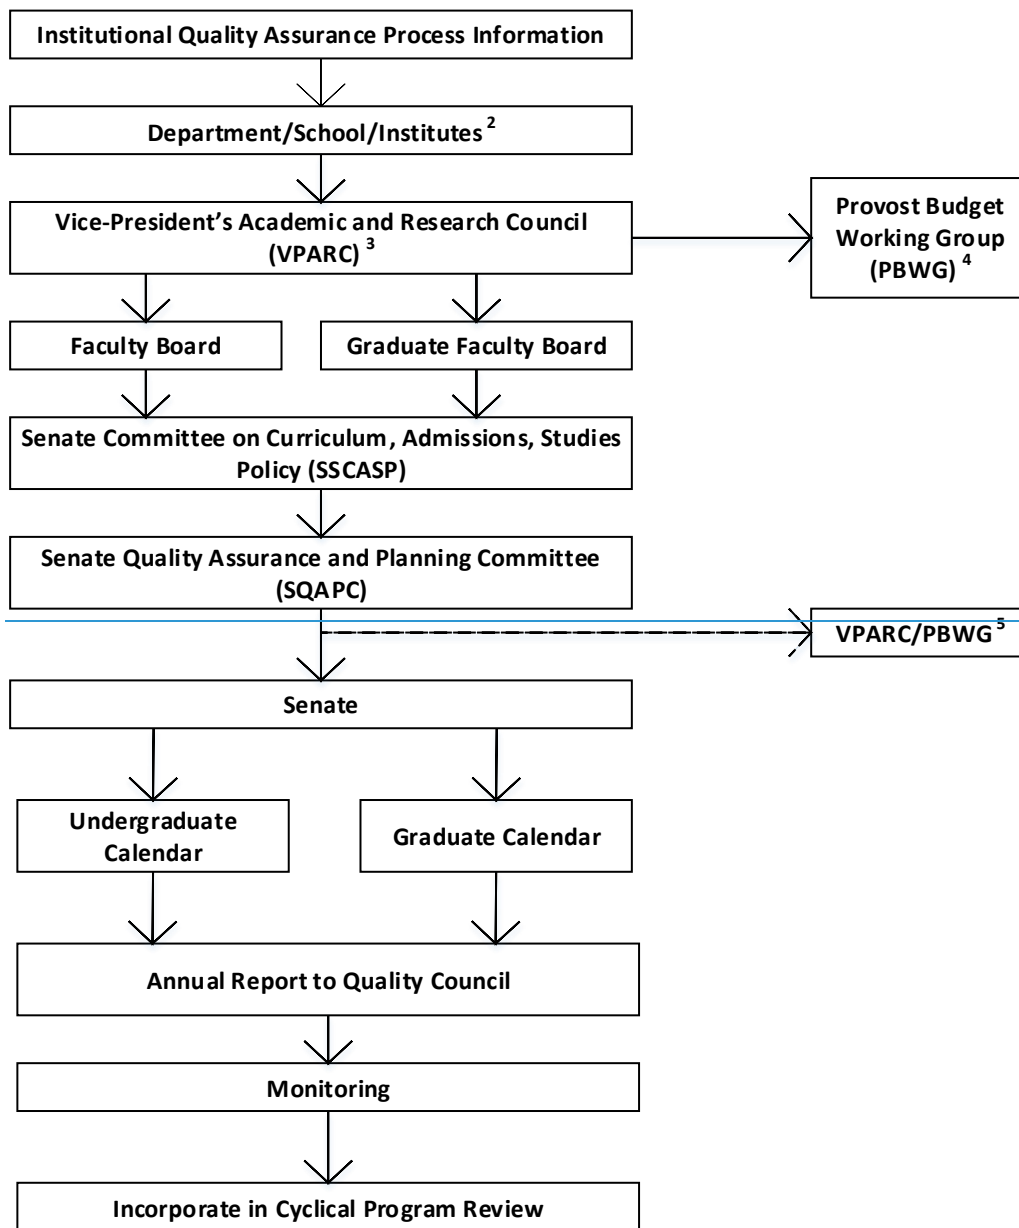 Institutional Quality Assurance Process Information
Department/School/Institutes 2
Vice-President's Academic and Research Council
(VPARC) 3
Provost Budget
Working Group
(PBWG) 4
Faculty Board
Graduate Faculty Board
Senate Committee on Curriculum, Admissions, Studies
Policy (SSCASP)
Senate Quality Assurance and Planning Committee
(SQAPC)
VPARC/PBWG 5
Senate
Undergraduate
Calendar
Graduate Calendar
Annual Report to Quality Council
Monitoring
Incorporate in Cyclical Program Review